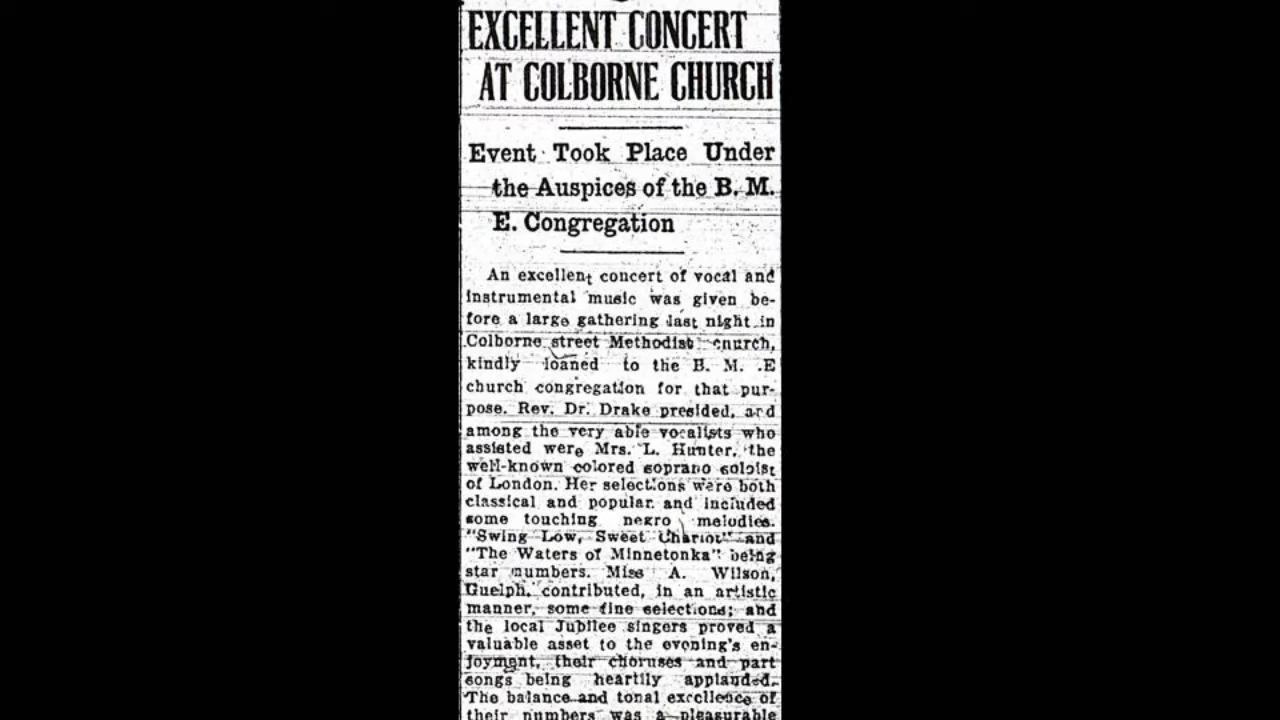 EXCELLENT CONCERT
AT COLBORNE CHURCH
Event Took Place Under
the Auspices of the B. M.
E. Congregation
An excellent concert of vocal and
instrumental music was given be-
fore a large gathering last night in
Colborne street Methodist church,
kindly loaned to the B. M. E
church congregation for that pur-
pose. Rev. Dr. Drake presided, and
among the very able vocalists who
assisted were Mrs. L. Hunter, the
well-known colored soprano soloist
of London. Her selections were both
classical and popular and included
some touching negro melodies.
"Swing Low, Sweet Chariot" and
"The Waters of Minnetonka" being
star numbers. Miss A. Wilson,
Guelph, contributed, in an artistic
manner, some fine selections; and
the local Jubilee singers proved a
valuable asset to the evening's en-
joyment, their choruses and part
songs being heartily applauded.
The balance and tonal excellence of
their numbers was a pleasurable